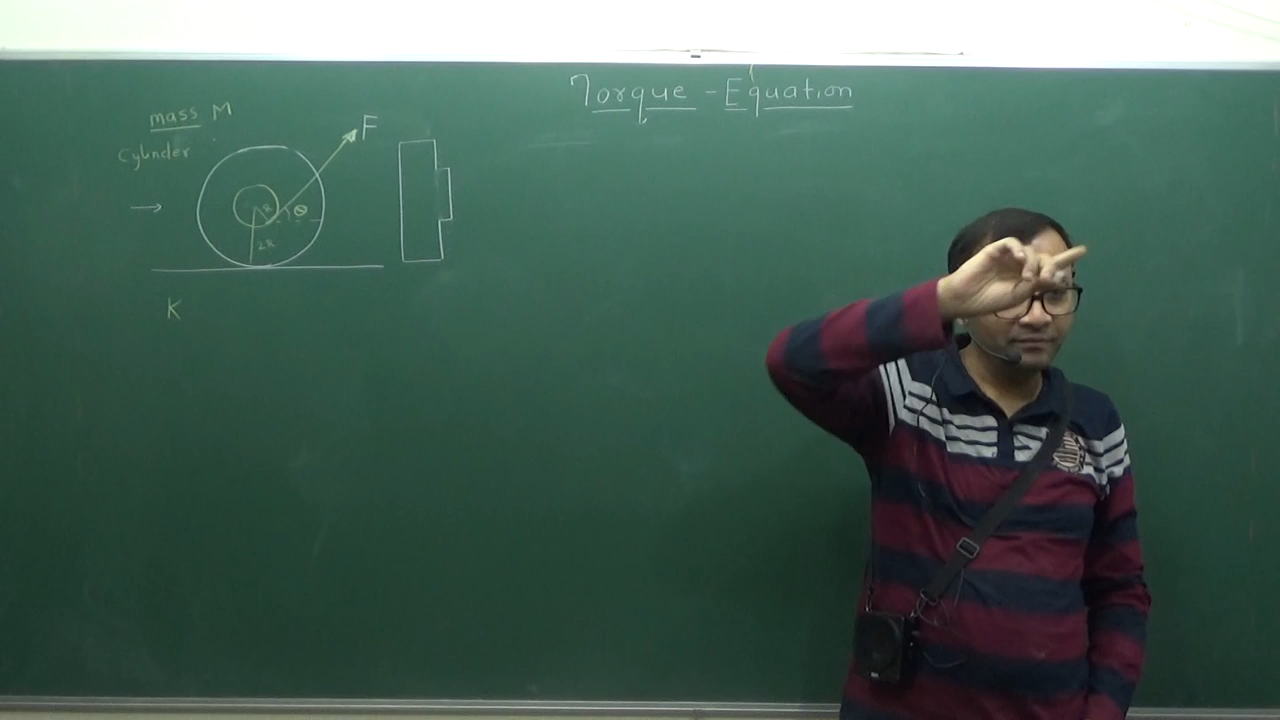 Torque - Equation
mass M
Cylinder
F
R
θ
2R
K